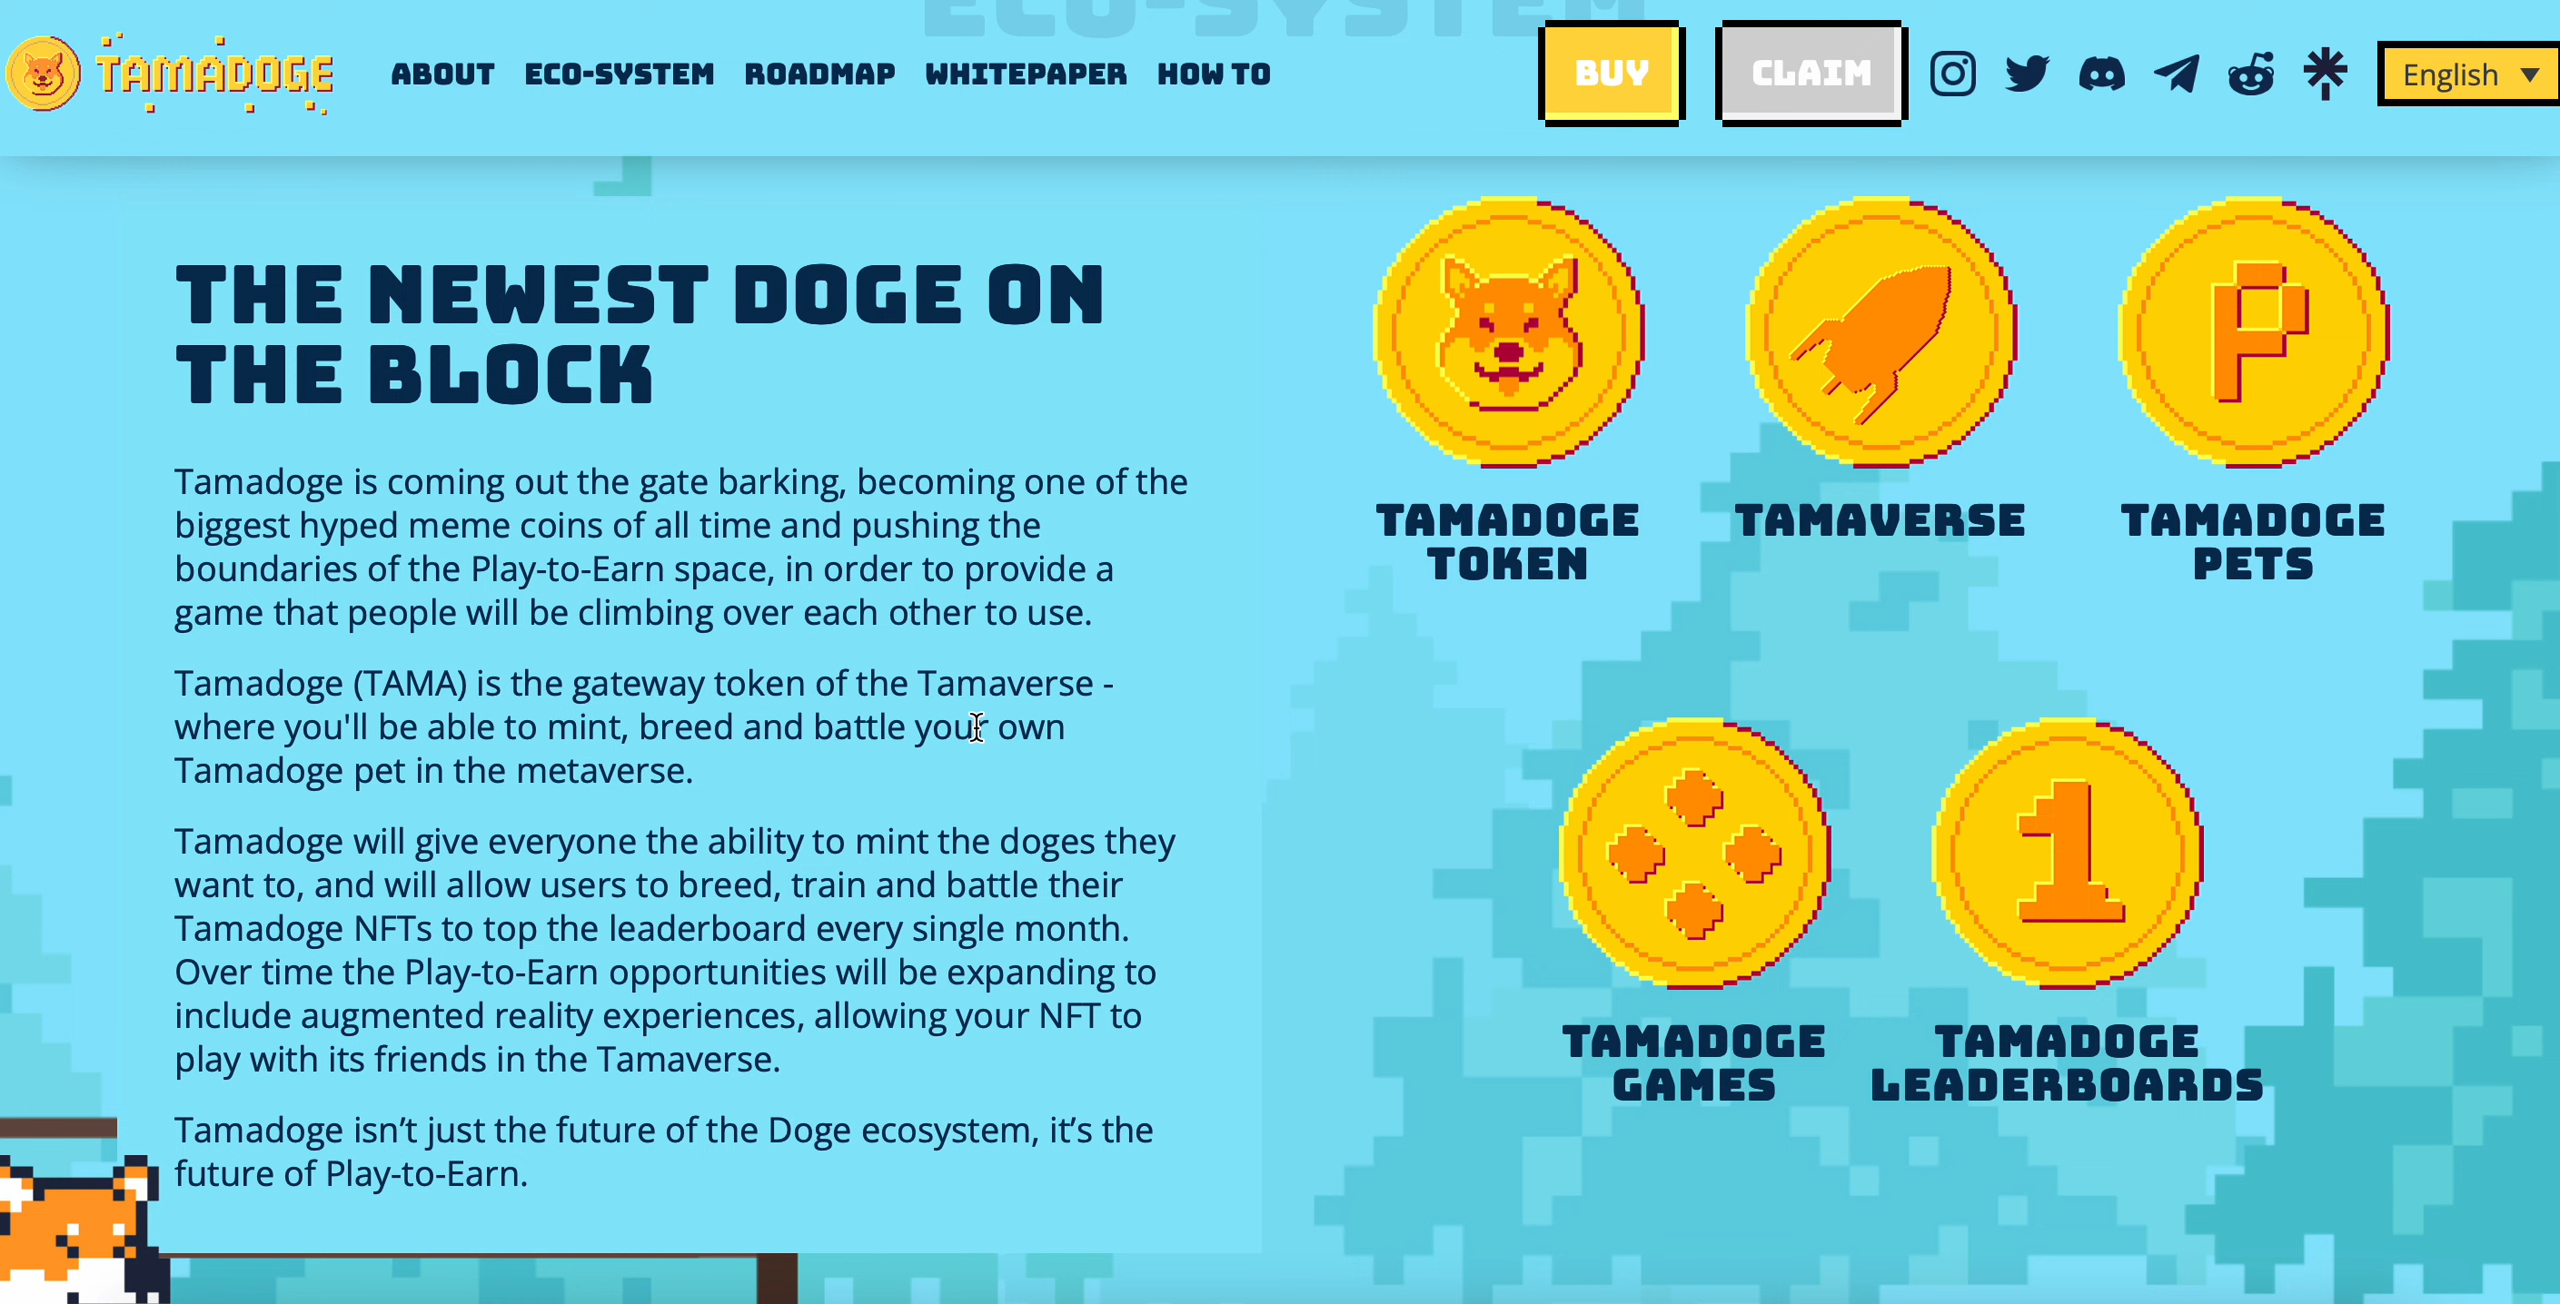 ECO-SYSTEM
TAMADOGE
ABOUT ECO-SYSTEM ROADMAP WHITEPAPER HOW TO
BUY
CLAIM
English
THE NEWEST DOGE ON
THE BLOCK
Tamadoge is coming out the gate barking, becoming one of the
biggest hyped meme coins of all time and pushing the
boundaries of the Play-to-Earn space, in order to provide a
game that people will be climbing over each other to use.
Tamadoge (TAMA) is the gateway token of the Tamaverse -
where you'll be able to mint, breed and battle your own
Tamadoge pet in the metaverse.
Tamadoge will give everyone the ability to mint the doges they
want to, and will allow users to breed, train and battle their
Tamadoge NFTs to top the leaderboard every single month.
Over time the Play-to-Earn opportunities will be expanding to
include augmented reality experiences, allowing your NFT to
play with its friends in the Tamaverse.
Tamadoge isn’t just the future of the Doge ecosystem, it’s the
future of Play-to-Earn.
TAMADOGE
TOKEN
TAMAVERSE
P
TAMADOGE
PETS
TAMADOGE
GAMES
1
TAMADOGE
LEADERBOARDS